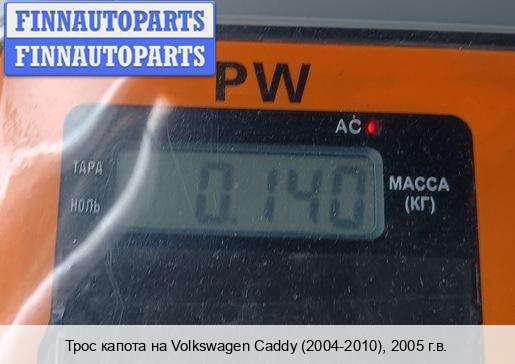 FINNAUTOPARTS
FINNAUTOPARTS
PW
AC
ТАРА
0.140
МАССА
(КГ)
НОЛЬ
Трос капота на Volkswagen Caddy (2004-2010), 2005 г.в.